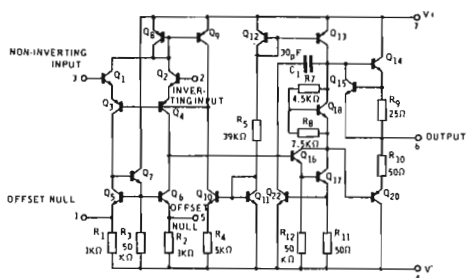 Q8
Q9
Q12
Q13
V+
7
NON-INVERTING
INPUT
30pF
C1
Q14
3
Q1
Q2
2
INVER-
TING INPUT
Q15
R7
4.5KΩ
Q18
R9
25Ω
Q3
Q4
R5
39KΩ
R8
7.5KΩ
OUTPUT
6
Q16
R10
50Ω
Q7
Q17
OFFSET NULL
Q5
Q6
OFFSET
NULL
Q10
Q11
Q22
Q20
1
5
R1
1KΩ
R3
50
KΩ
R2
1KΩ
R4
5KΩ
R12
50
KΩ
R11
50Ω
V-
4